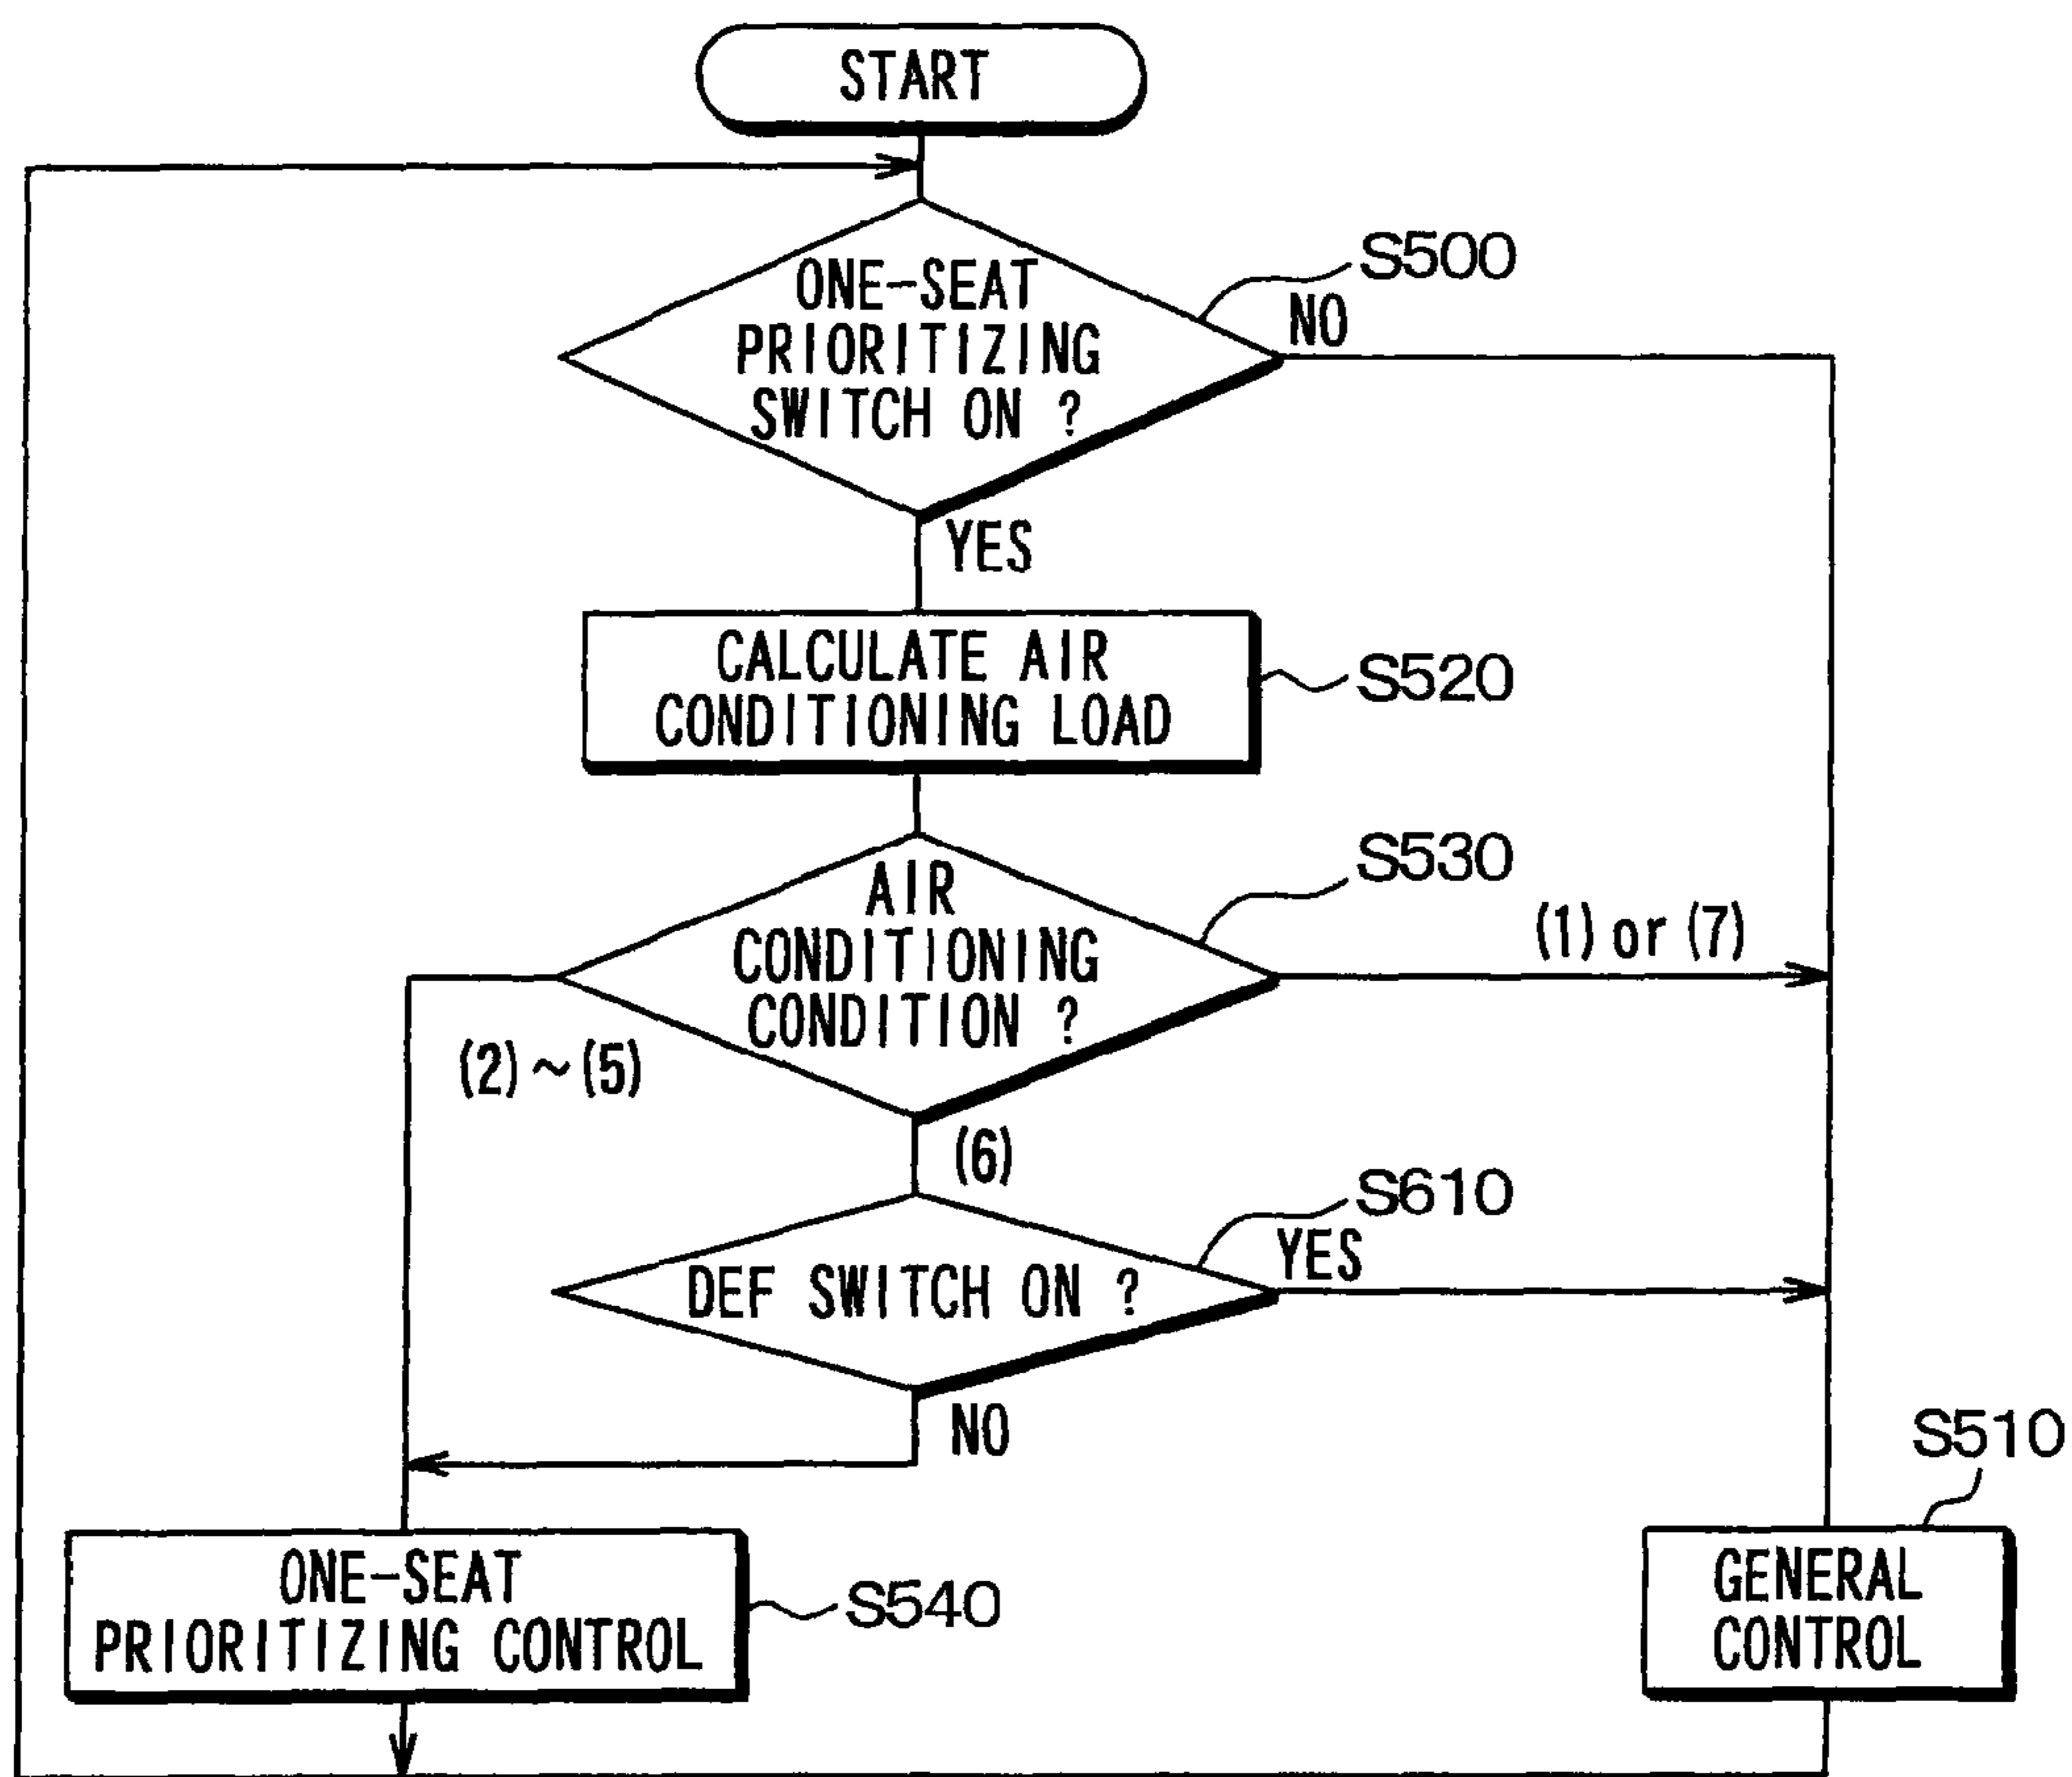 START
ONE-SEAT
PRIORITIZING
SWITCH ON ?
S500
NO
YES
CALCULATE AIR
CONDITIONING LOAD
S520
AIR
CONDITIONING
CONDITION ?
S530
(1) or (7)
(2)~(5)
(6)
DEF SWITCH ON ?
S610
YES
NO
ONE-SEAT
PRIORITIZING CONTROL
S540
S510
GENERAL
CONTROL